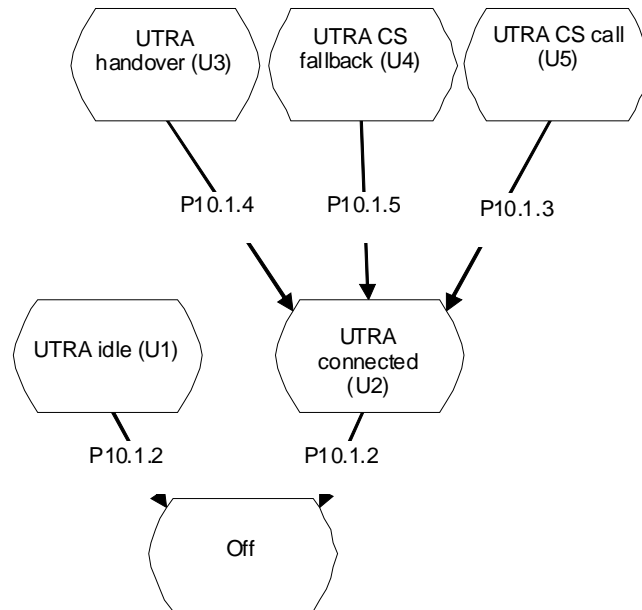 UTRA
handover (U3)
UTRA CS
fallback (U4)
UTRA CS call
(U5)
P10.1.4
P10.1.5
P10.1.3
UTRA idle (U1)
UTRA
connected
(U2)
P10.1.2
P10.1.2
Off